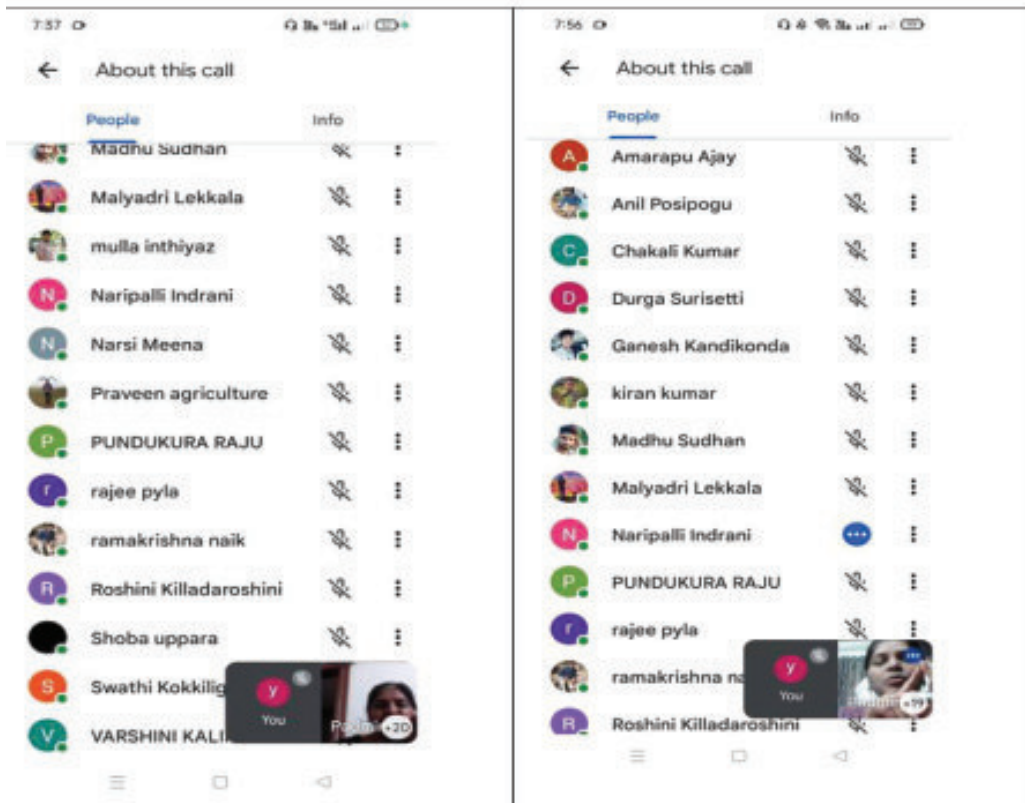 7:37
About this call
People Info
Madhu Sudhan
Malyadri Lekkala
mulla inthiyaz
N Naripalli Indrani
N Narsi Meena
Praveen agriculture
P PUNDUKURA RAJU
r rajee pyla
ramakrishna naik
R Roshini Killadaroshini
Shoba uppara
S Swathi Kokkilig
V VARSHINI KALI
y
You
+20
7:56
About this call
People Info
A Amarapu Ajay
Anil Posipogu
C Chakali Kumar
D Durga Surisetti
Ganesh Kandikonda
kiran kumar
Madhu Sudhan
Malyadri Lekkala
N Naripalli Indrani
P PUNDUKURA RAJU
r rajee pyla
ramakrishna na
R Roshini Killadaroshini
y
You
+19